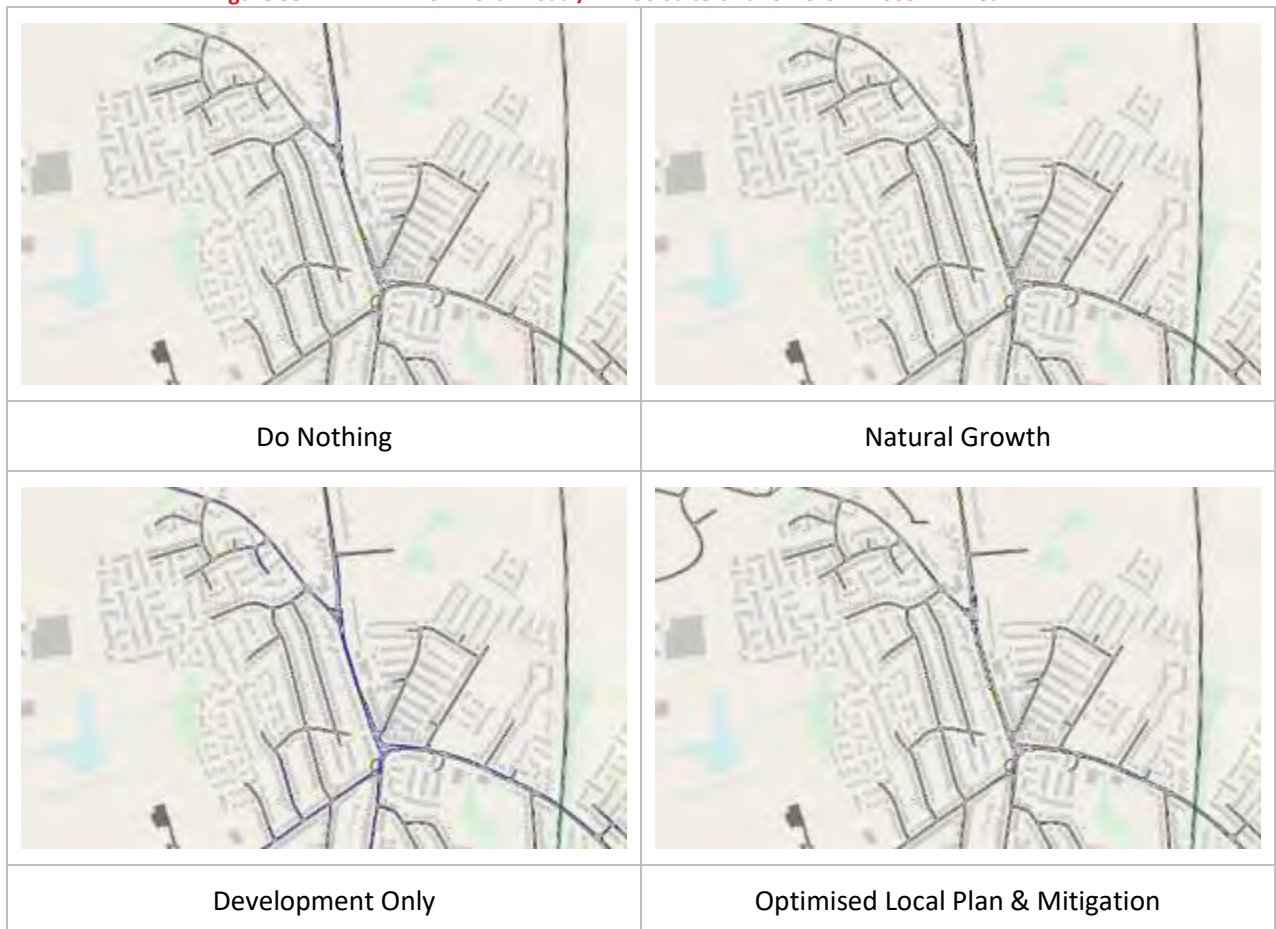 Do Nothing
Natural Growth
Development Only
Optimised Local Plan & Mitigation